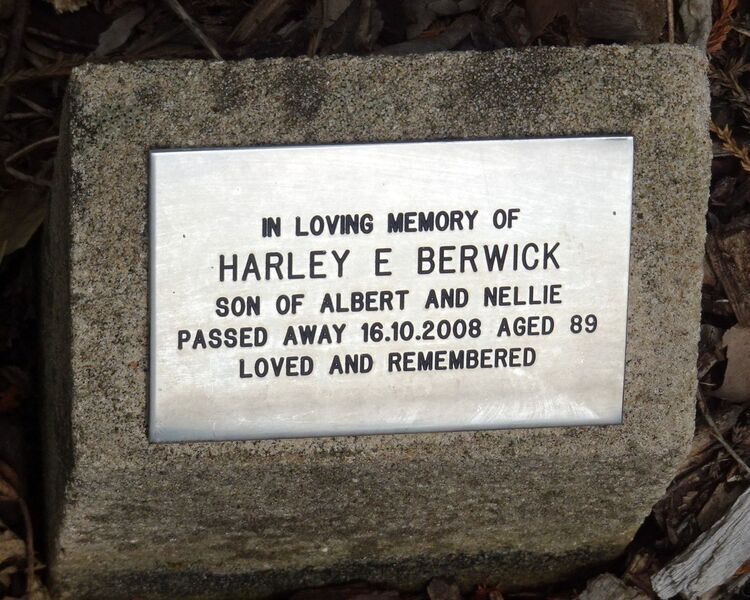 IN LOVING MEMORY OF
HARLEY E BERWICK
SON OF ALBERT AND NELLIE
PASSED AWAY 16.10.2008 AGED 89
LOVED AND REMEMBERED